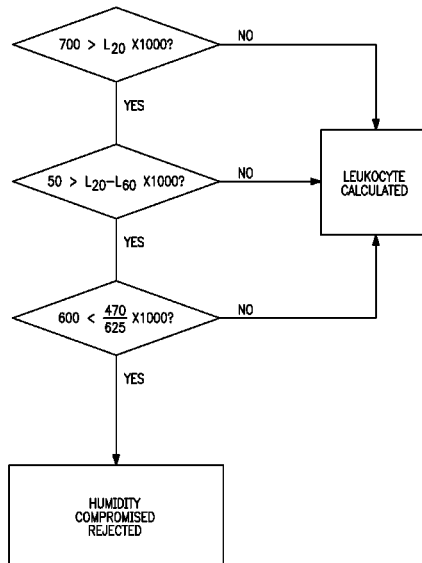 700 > L20 X1000?
NO
YES
50 > L20–L60 X1000?
NO
LEUKOCYTE
CALCULATED
YES
600 < 470/625 X1000?
NO
YES
HUMIDITY
COMPROMISED
REJECTED